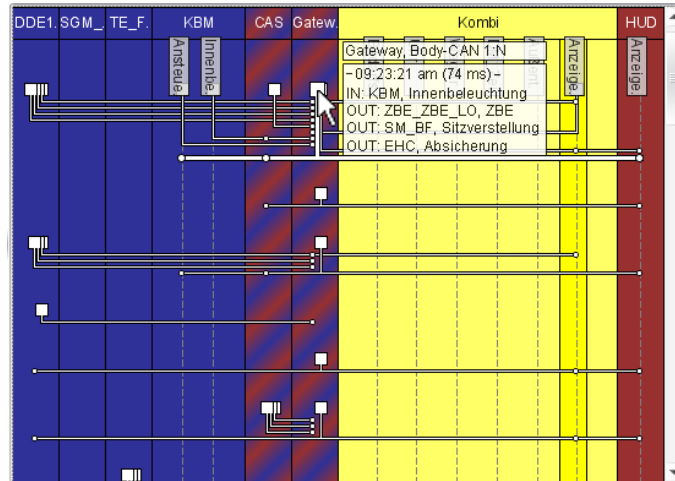 DDE1. SGM_ TE_F. KBM CAS Gatew. Kombi HUD
Ansteue.
Innenbe.
Anzeige.
Anzeige.
Gateway, Body-CAN 1:N
-09:23:21 am (74 ms)-
IN: KBM, Innenbeleuchtung
OUT: ZBE_ZBE_LO, ZBE
OUT: SM_BF, Sitzverstellung
OUT: EHC, Absicherung